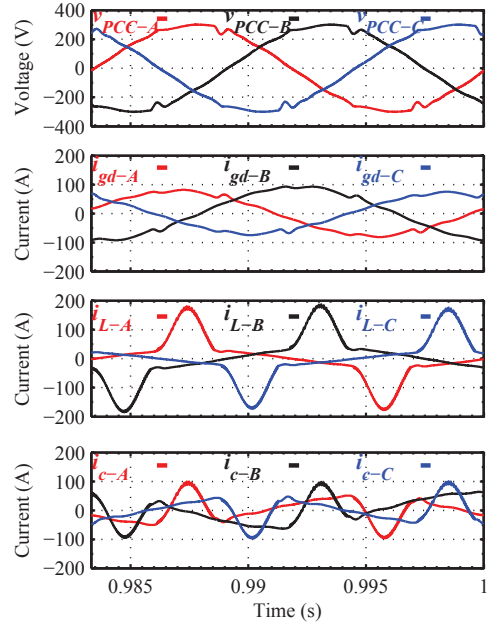 400
v_PCC-A v_PCC-B v_PCC-C
200
0
−200
−400
Voltage (V)
200
i_gd-A i_gd-B i_gd-C
100
0
−100
−200
Current (A)
200
i_L-A i_L-B i_L-C
100
0
−100
−200
Current (A)
200
i_c-A i_c-B i_c-C
100
0
−100
−200
Current (A)
0.985 0.99 0.995 1
Time (s)